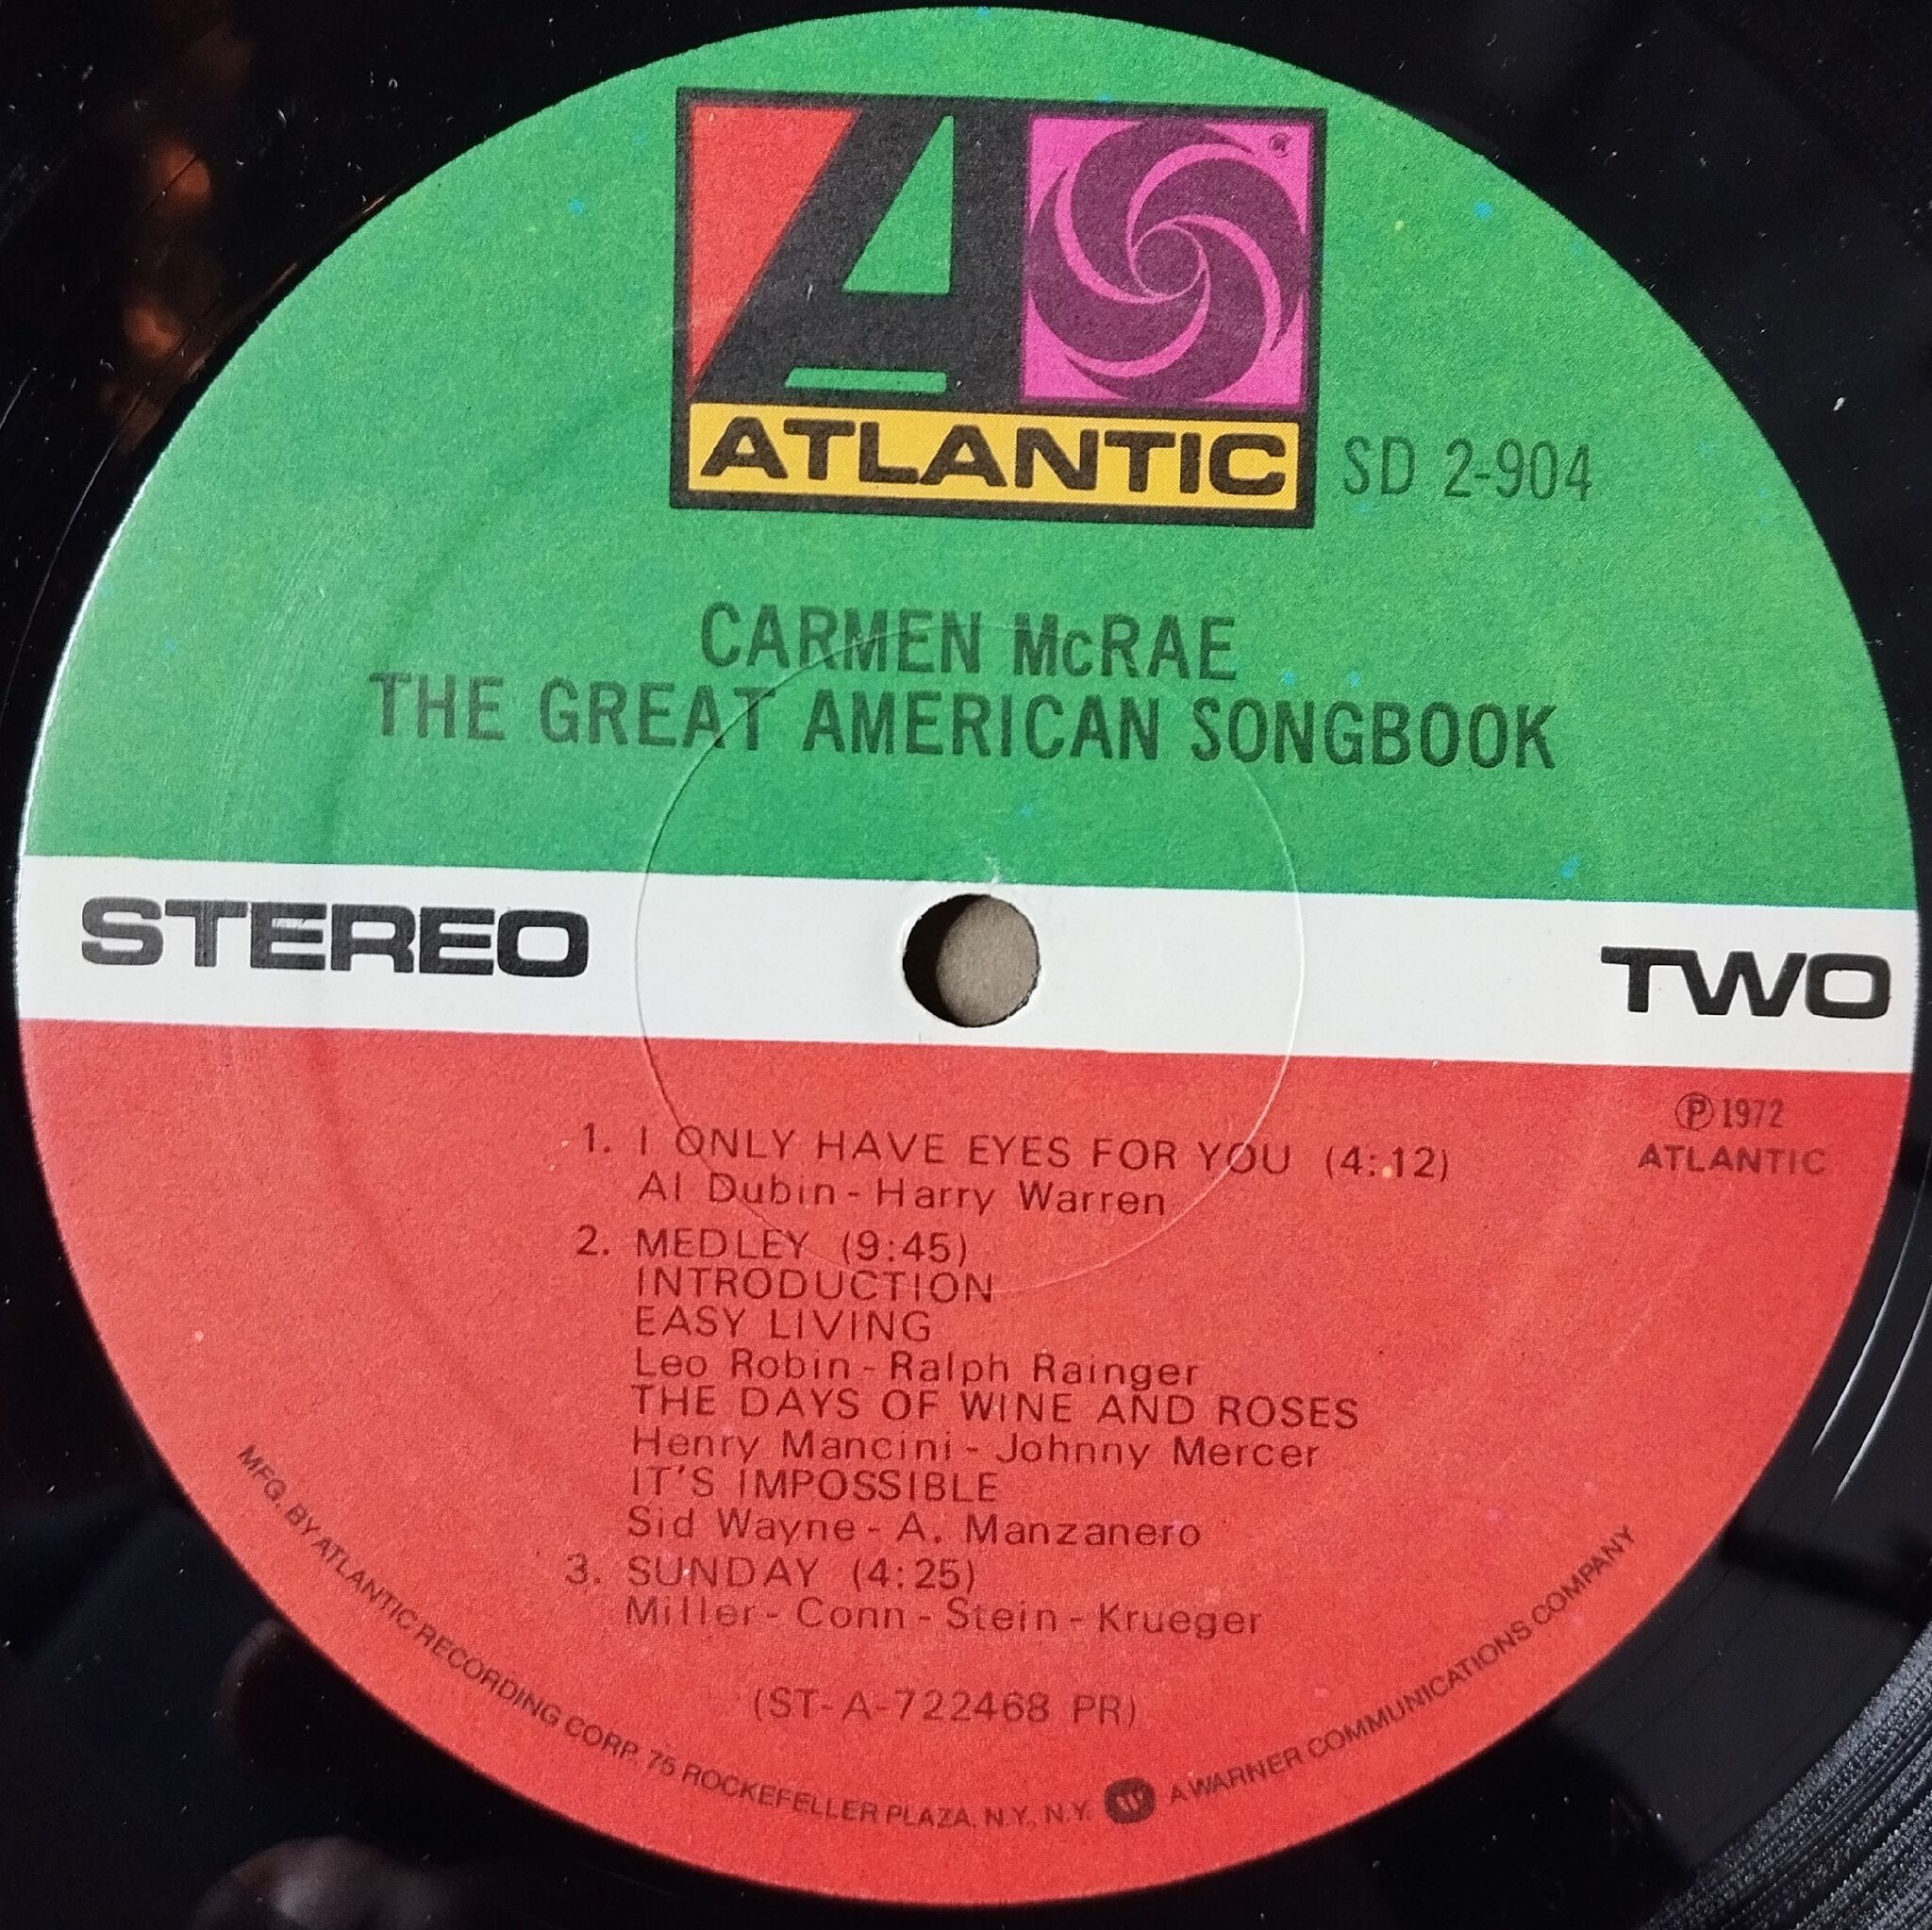 A
®
ATLANTIC
SD 2-904
CARMEN McRAE
THE GREAT AMERICAN SONGBOOK
STEREO
TWO
℗ 1972
ATLANTIC
1. I ONLY HAVE EYES FOR YOU (4:12)
Al Dubin - Harry Warren
2. MEDLEY (9:45)
INTRODUCTION
EASY LIVING
Leo Robin - Ralph Rainger
THE DAYS OF WINE AND ROSES
Henry Mancini - Johnny Mercer
IT'S IMPOSSIBLE
Sid Wayne - A. Manzanero
3. SUNDAY (4:25)
Miller - Conn - Stein - Krueger
(ST-A-722468 PR)
MFG. BY ATLANTIC RECORDING CORP. 75 ROCKEFELLER PLAZA, N.Y., N.Y. W A WARNER COMMUNICATIONS COMPANY